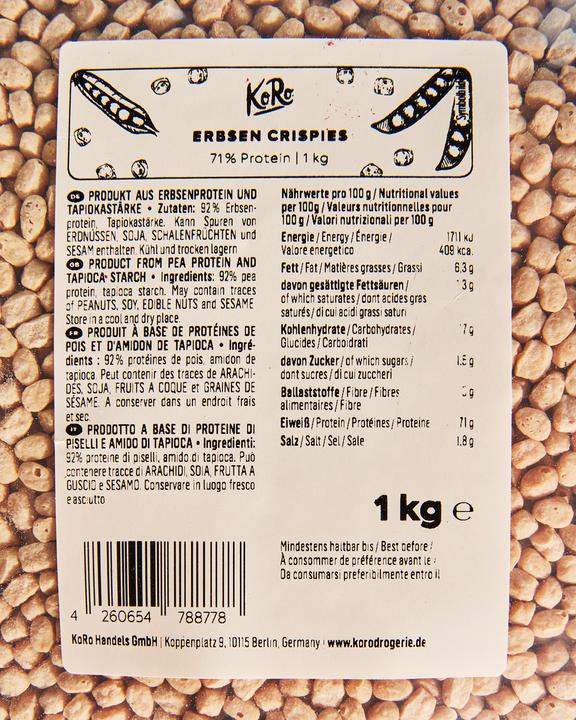 KoRo
ERBSEN CRISPIES
71% Protein | 1 kg
DE PRODUKT AUS ERBSENPROTEIN UND
TAPIOKASTÄRKE • Zutaten: 92% Erbsen-
protein, Tapiokastärke. Kann Spuren von
ERDNÜSSEN, SOJA, SCHALENFRÜCHTEN und
SESAM enthalten. Kühl und trocken lagern
GB PRODUCT FROM PEA PROTEIN AND
TAPIOCA STARCH • Ingredients: 92% pea
protein, tapioca starch. May contain traces
of PEANUTS, SOY, EDIBLE NUTS and SESAME
Store in a cool and dry place.
FR PRODUIT À BASE DE PROTÉINES DE
POIS ET D'AMIDON DE TAPIOCA • Ingré-
dients : 92% protéines de pois, amidon de
tapioca. Peut contenir des traces de ARACHI-
DES, SOJA, FRUITS A COQUE et GRAINES DE
SÉSAME. A conserver dans un endroit frais
et sec.
IT PRODOTTO A BASE DI PROTEINE DI
PISELLI E AMIDO DI TAPIOCA • Ingredienti:
92% proteine di piselli, amido di tapioca. Può
contenere tracce di ARACHIDI, SOIA, FRUTTA A
GUSCIO e SESAMO. Conservare in luogo fresco
e asciutto
Nährwerte pro 100 g / Nutritional values
per 100g / Valeurs nutritionnelles pour
100 g / Valori nutrizionali per 100 g
Energie / Energy / Énergie / 1711 kJ
Valore energetico 409 kcal
Fett / Fat / Matières grasses / Grassi 6.3 g
davon gesättigte Fettsäuren / 3 g
of which saturates / dont acides gras
saturés / di cui acidi grassi saturi
Kohlenhydrate / Carbohydrates / 7 g
Glucides / Carboidrati
davon Zucker / of which sugars / 1.5 g
dont sucres / di cui zuccheri
Ballaststoffe / Fibre / Fibres g
alimentaires / Fibre
Eiweiß / Protein / Protéines / Proteine 71 g
Salz / Salt / Sel / Sale 1.8 g
1 kg e
Mindestens haltbar bis / Best before /
À consommer de préférence avant le :
Da consumarsi preferibilmente entro il
4 260654 788778
KoRo Handels GmbH | Koppenplatz 9, 10115 Berlin, Germany | www.korodrogerie.de